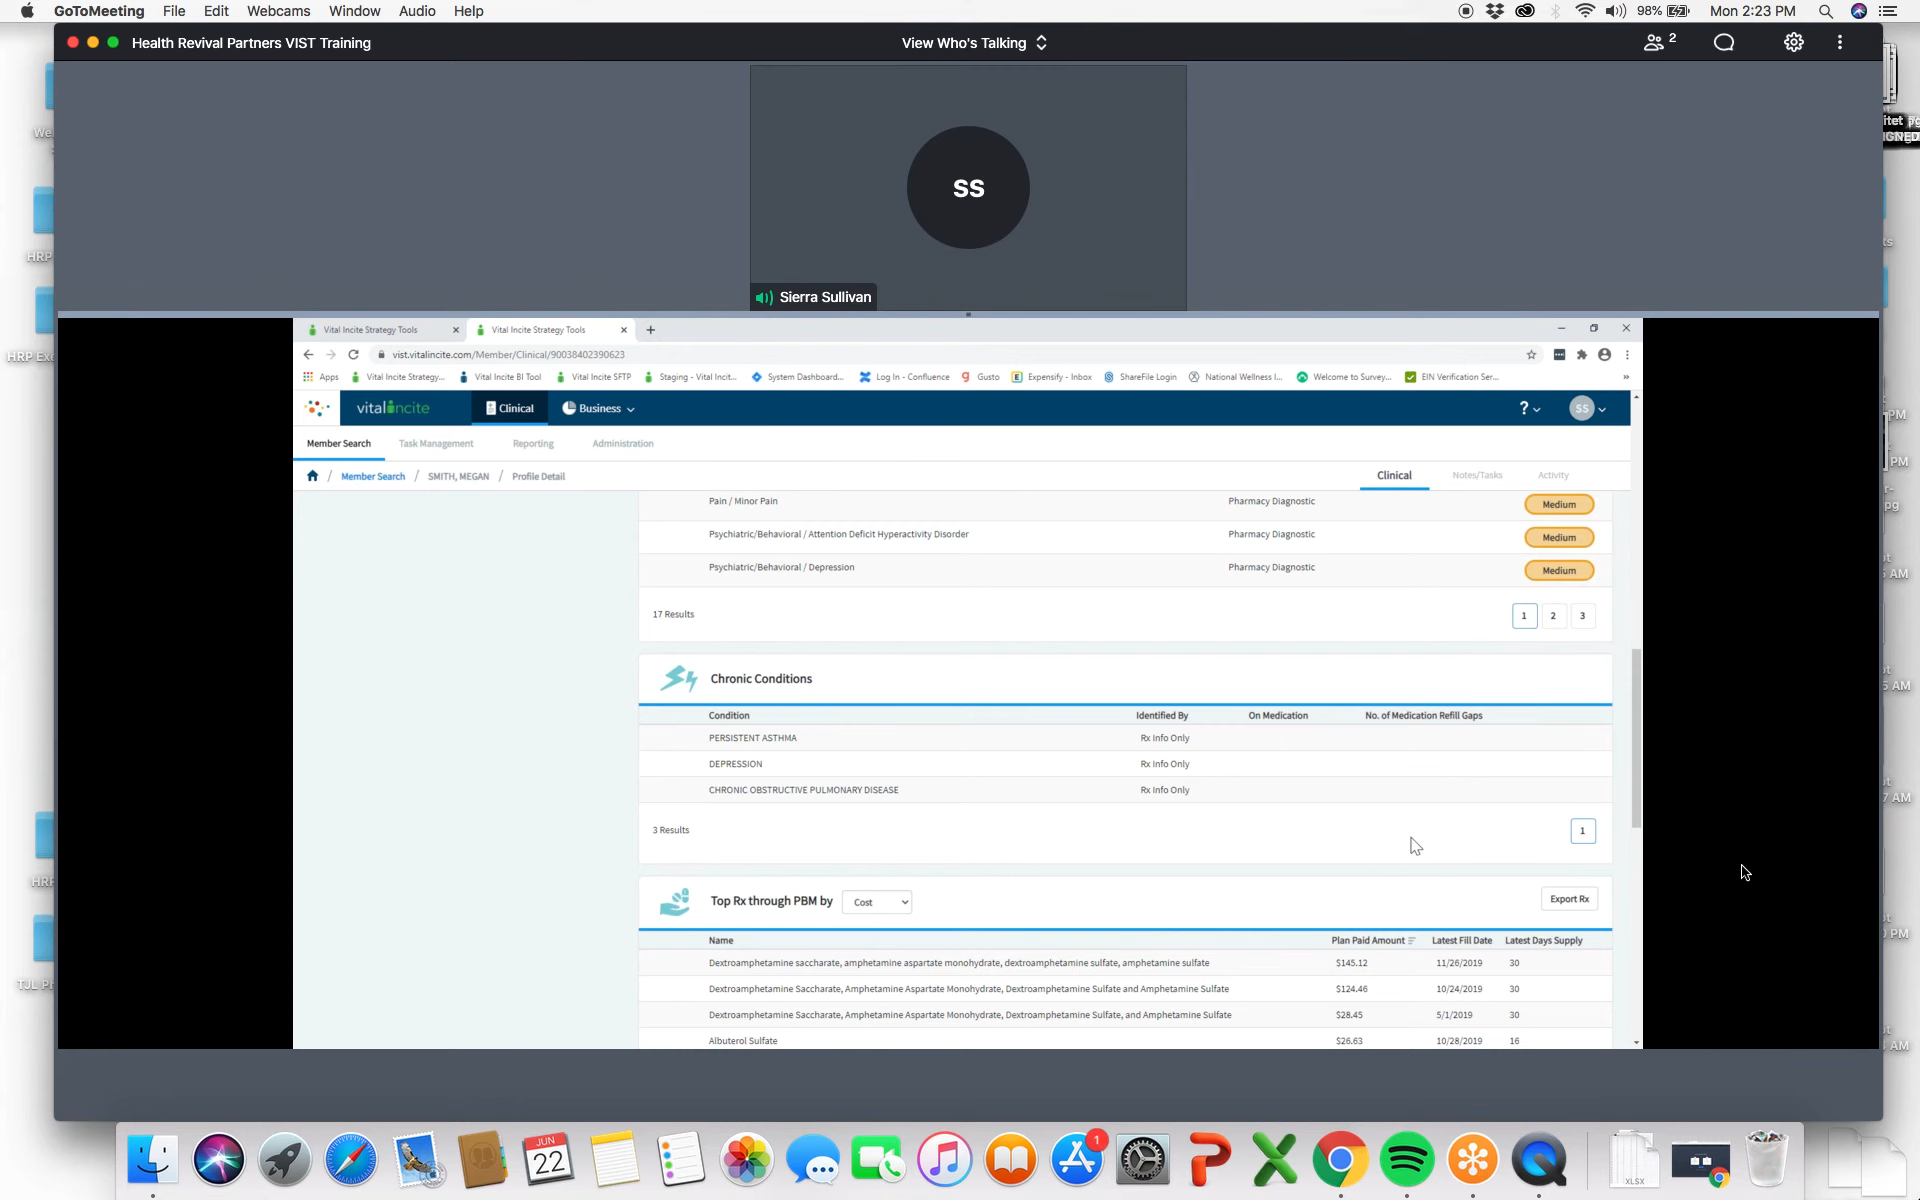 GoToMeeting File Edit Webcams Window Audio Help
98% Mon 2:23 PM
Health Revival Partners VIST Training
View Who's Talking
2
SS
Sierra Sullivan
Vital Incite Strategy Tools
Vital Incite Strategy Tools
vist.vitalincite.com/Member/Clinical/90038402390623
Apps Vital Incite Strategy... Vital Incite BI Tool Vital Incite SFTP Staging - Vital Incit... System Dashboard... Log In - Confluence Gusto Expensify - Inbox ShareFile Login National Wellness I... Welcome to Survey... EIN Verification Ser...
vitalincite Clinical Business ? SS
Member Search Task Management Reporting Administration
/ Member Search / SMITH, MEGAN / Profile Detail
Clinical Notes/Tasks Activity
Pain / Minor Pain Pharmacy Diagnostic Medium
Psychiatric/Behavioral / Attention Deficit Hyperactivity Disorder Pharmacy Diagnostic Medium
Psychiatric/Behavioral / Depression Pharmacy Diagnostic Medium
17 Results 1 2 3
Chronic Conditions
Condition Identified By On Medication No. of Medication Refill Gaps
PERSISTENT ASTHMA Rx Info Only
DEPRESSION Rx Info Only
CHRONIC OBSTRUCTIVE PULMONARY DISEASE Rx Info Only
3 Results 1
Top Rx through PBM by Cost Export Rx
Name Plan Paid Amount Latest Fill Date Latest Days Supply
Dextroamphetamine saccharate, amphetamine aspartate monohydrate, dextroamphetamine sulfate, amphetamine sulfate $145.12 11/26/2019 30
Dextroamphetamine Saccharate, Amphetamine Aspartate Monohydrate, Dextroamphetamine Sulfate and Amphetamine Sulfate $124.46 10/24/2019 30
Dextroamphetamine Saccharate, Amphetamine Aspartate Monohydrate, Dextroamphetamine Sulfate, and Amphetamine Sulfate $28.45 5/1/2019 30
Albuterol Sulfate $26.63 10/28/2019 16
HRP
HRP Exe
HRP
TJL P
JUN
22
1
XLSX